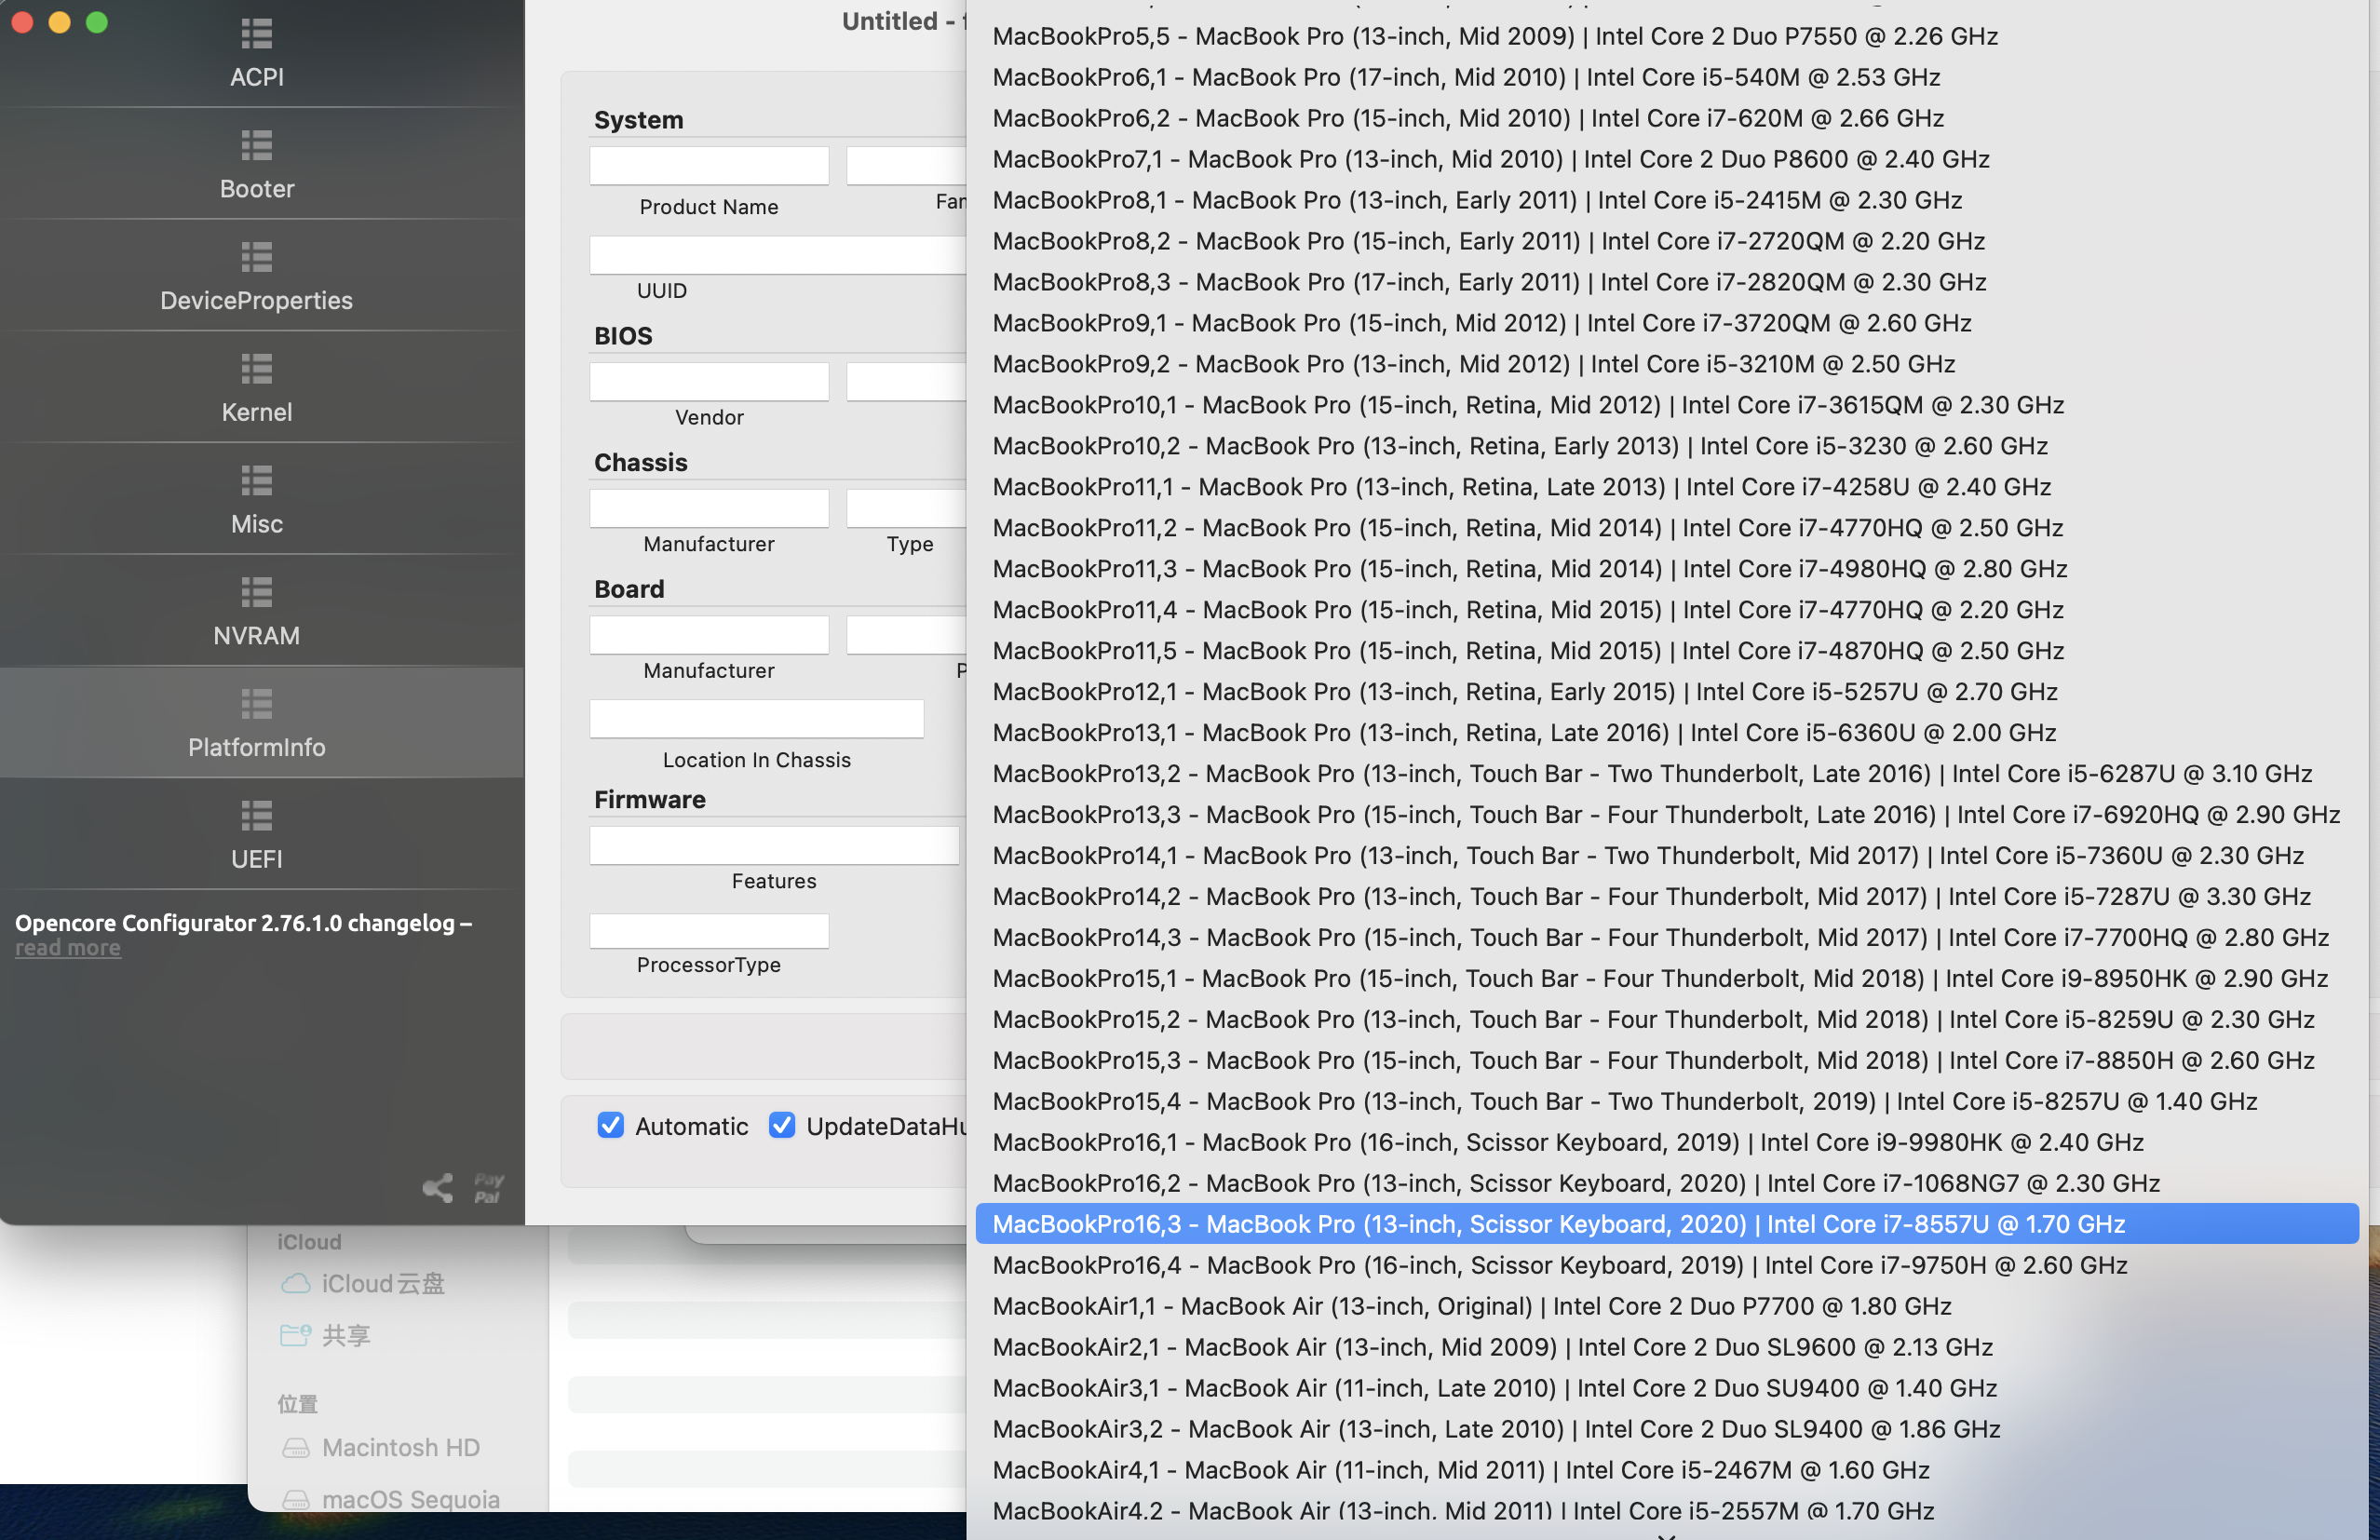 ACPI
Booter
DeviceProperties
Kernel
Misc
NVRAM
PlatformInfo
UEFI
Opencore Configurator 2.76.1.0 changelog –
read more
Pay
Pal
Untitled -
System
Product Name
UUID
BIOS
Vendor
Chassis
Manufacturer
Type
Board
Manufacturer
Location In Chassis
Firmware
Features
ProcessorType
Automatic
MacBookPro5,5 - MacBook Pro (13-inch, Mid 2009) | Intel Core 2 Duo P7550 @ 2.26 GHz
MacBookPro6,1 - MacBook Pro (17-inch, Mid 2010) | Intel Core i5-540M @ 2.53 GHz
MacBookPro6,2 - MacBook Pro (15-inch, Mid 2010) | Intel Core i7-620M @ 2.66 GHz
MacBookPro7,1 - MacBook Pro (13-inch, Mid 2010) | Intel Core 2 Duo P8600 @ 2.40 GHz
MacBookPro8,1 - MacBook Pro (13-inch, Early 2011) | Intel Core i5-2415M @ 2.30 GHz
MacBookPro8,2 - MacBook Pro (15-inch, Early 2011) | Intel Core i7-2720QM @ 2.20 GHz
MacBookPro8,3 - MacBook Pro (17-inch, Early 2011) | Intel Core i7-2820QM @ 2.30 GHz
MacBookPro9,1 - MacBook Pro (15-inch, Mid 2012) | Intel Core i7-3720QM @ 2.60 GHz
MacBookPro9,2 - MacBook Pro (13-inch, Mid 2012) | Intel Core i5-3210M @ 2.50 GHz
MacBookPro10,1 - MacBook Pro (15-inch, Retina, Mid 2012) | Intel Core i7-3615QM @ 2.30 GHz
MacBookPro10,2 - MacBook Pro (13-inch, Retina, Early 2013) | Intel Core i5-3230 @ 2.60 GHz
MacBookPro11,1 - MacBook Pro (13-inch, Retina, Late 2013) | Intel Core i7-4258U @ 2.40 GHz
MacBookPro11,2 - MacBook Pro (15-inch, Retina, Mid 2014) | Intel Core i7-4770HQ @ 2.50 GHz
MacBookPro11,3 - MacBook Pro (15-inch, Retina, Mid 2014) | Intel Core i7-4980HQ @ 2.80 GHz
MacBookPro11,4 - MacBook Pro (15-inch, Retina, Mid 2015) | Intel Core i7-4770HQ @ 2.20 GHz
MacBookPro11,5 - MacBook Pro (15-inch, Retina, Mid 2015) | Intel Core i7-4870HQ @ 2.50 GHz
MacBookPro12,1 - MacBook Pro (13-inch, Retina, Early 2015) | Intel Core i5-5257U @ 2.70 GHz
MacBookPro13,1 - MacBook Pro (13-inch, Retina, Late 2016) | Intel Core i5-6360U @ 2.00 GHz
MacBookPro13,2 - MacBook Pro (13-inch, Touch Bar - Two Thunderbolt, Late 2016) | Intel Core i5-6287U @ 3.10 GHz
MacBookPro13,3 - MacBook Pro (15-inch, Touch Bar - Four Thunderbolt, Late 2016) | Intel Core i7-6920HQ @ 2.90 GHz
MacBookPro14,1 - MacBook Pro (13-inch, Touch Bar - Two Thunderbolt, Mid 2017) | Intel Core i5-7360U @ 2.30 GHz
MacBookPro14,2 - MacBook Pro (13-inch, Touch Bar - Four Thunderbolt, Mid 2017) | Intel Core i5-7287U @ 3.30 GHz
MacBookPro14,3 - MacBook Pro (15-inch, Touch Bar - Four Thunderbolt, Mid 2017) | Intel Core i7-7700HQ @ 2.80 GHz
MacBookPro15,1 - MacBook Pro (15-inch, Touch Bar - Four Thunderbolt, Mid 2018) | Intel Core i9-8950HK @ 2.90 GHz
MacBookPro15,2 - MacBook Pro (13-inch, Touch Bar - Four Thunderbolt, Mid 2018) | Intel Core i5-8259U @ 2.30 GHz
MacBookPro15,3 - MacBook Pro (15-inch, Touch Bar - Four Thunderbolt, Mid 2018) | Intel Core i7-8850H @ 2.60 GHz
MacBookPro15,4 - MacBook Pro (13-inch, Touch Bar - Two Thunderbolt, 2019) | Intel Core i5-8257U @ 1.40 GHz
MacBookPro16,1 - MacBook Pro (16-inch, Scissor Keyboard, 2019) | Intel Core i9-9980HK @ 2.40 GHz
MacBookPro16,2 - MacBook Pro (13-inch, Scissor Keyboard, 2020) | Intel Core i7-1068NG7 @ 2.30 GHz
MacBookPro16,3 - MacBook Pro (13-inch, Scissor Keyboard, 2020) | Intel Core i7-8557U @ 1.70 GHz
MacBookPro16,4 - MacBook Pro (16-inch, Scissor Keyboard, 2019) | Intel Core i7-9750H @ 2.60 GHz
MacBookAir1,1 - MacBook Air (13-inch, Original) | Intel Core 2 Duo P7700 @ 1.80 GHz
MacBookAir2,1 - MacBook Air (13-inch, Mid 2009) | Intel Core 2 Duo SL9600 @ 2.13 GHz
MacBookAir3,1 - MacBook Air (11-inch, Late 2010) | Intel Core 2 Duo SU9400 @ 1.40 GHz
MacBookAir3,2 - MacBook Air (13-inch, Late 2010) | Intel Core 2 Duo SL9400 @ 1.86 GHz
MacBookAir4,1 - MacBook Air (11-inch, Mid 2011) | Intel Core i5-2467M @ 1.60 GHz
MacBookAir4,2 - MacBook Air (13-inch, Mid 2011) | Intel Core i5-2557M @ 1.70 GHz
iCloud
iCloud云盘
共享
位置
Macintosh HD
macOS Sequoia